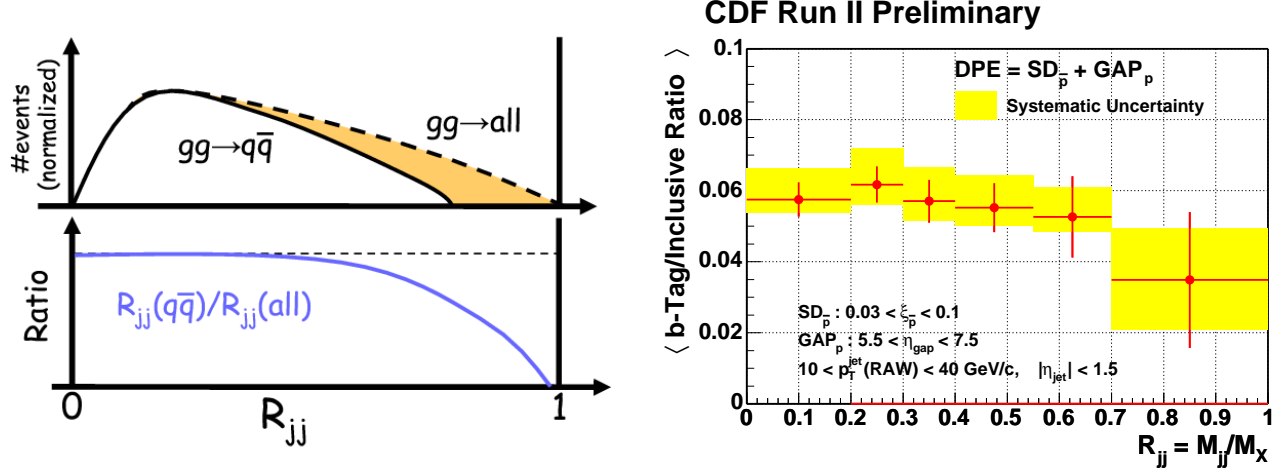 #events
(normalized)
gg→qq̅
gg→all
Ratio
R_jj(qq̅)/R_jj(all)
0
R_jj
1
CDF Run II Preliminary
⟨ b-Tag/Inclusive Ratio ⟩
0.1
0.08
0.06
0.04
0.02
0
DPE = SD_p̅ + GAP_p
Systematic Uncertainty
SD_p̅ : 0.03 < ξ_p̅ < 0.1
GAP_p : 5.5 < η_gap < 7.5
10 < p_T^jet (RAW) < 40 GeV/c, |η_jet| < 1.5
0 0.1 0.2 0.3 0.4 0.5 0.6 0.7 0.8 0.9 1
R_jj = M_jj/M_X